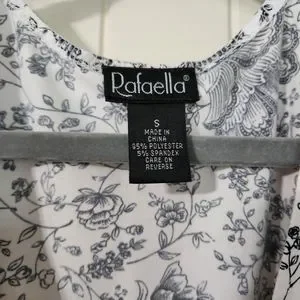 Rafaella®
S
MADE IN
CHINA
95% POLYESTER
5% SPANDEX
CARE ON
REVERSE